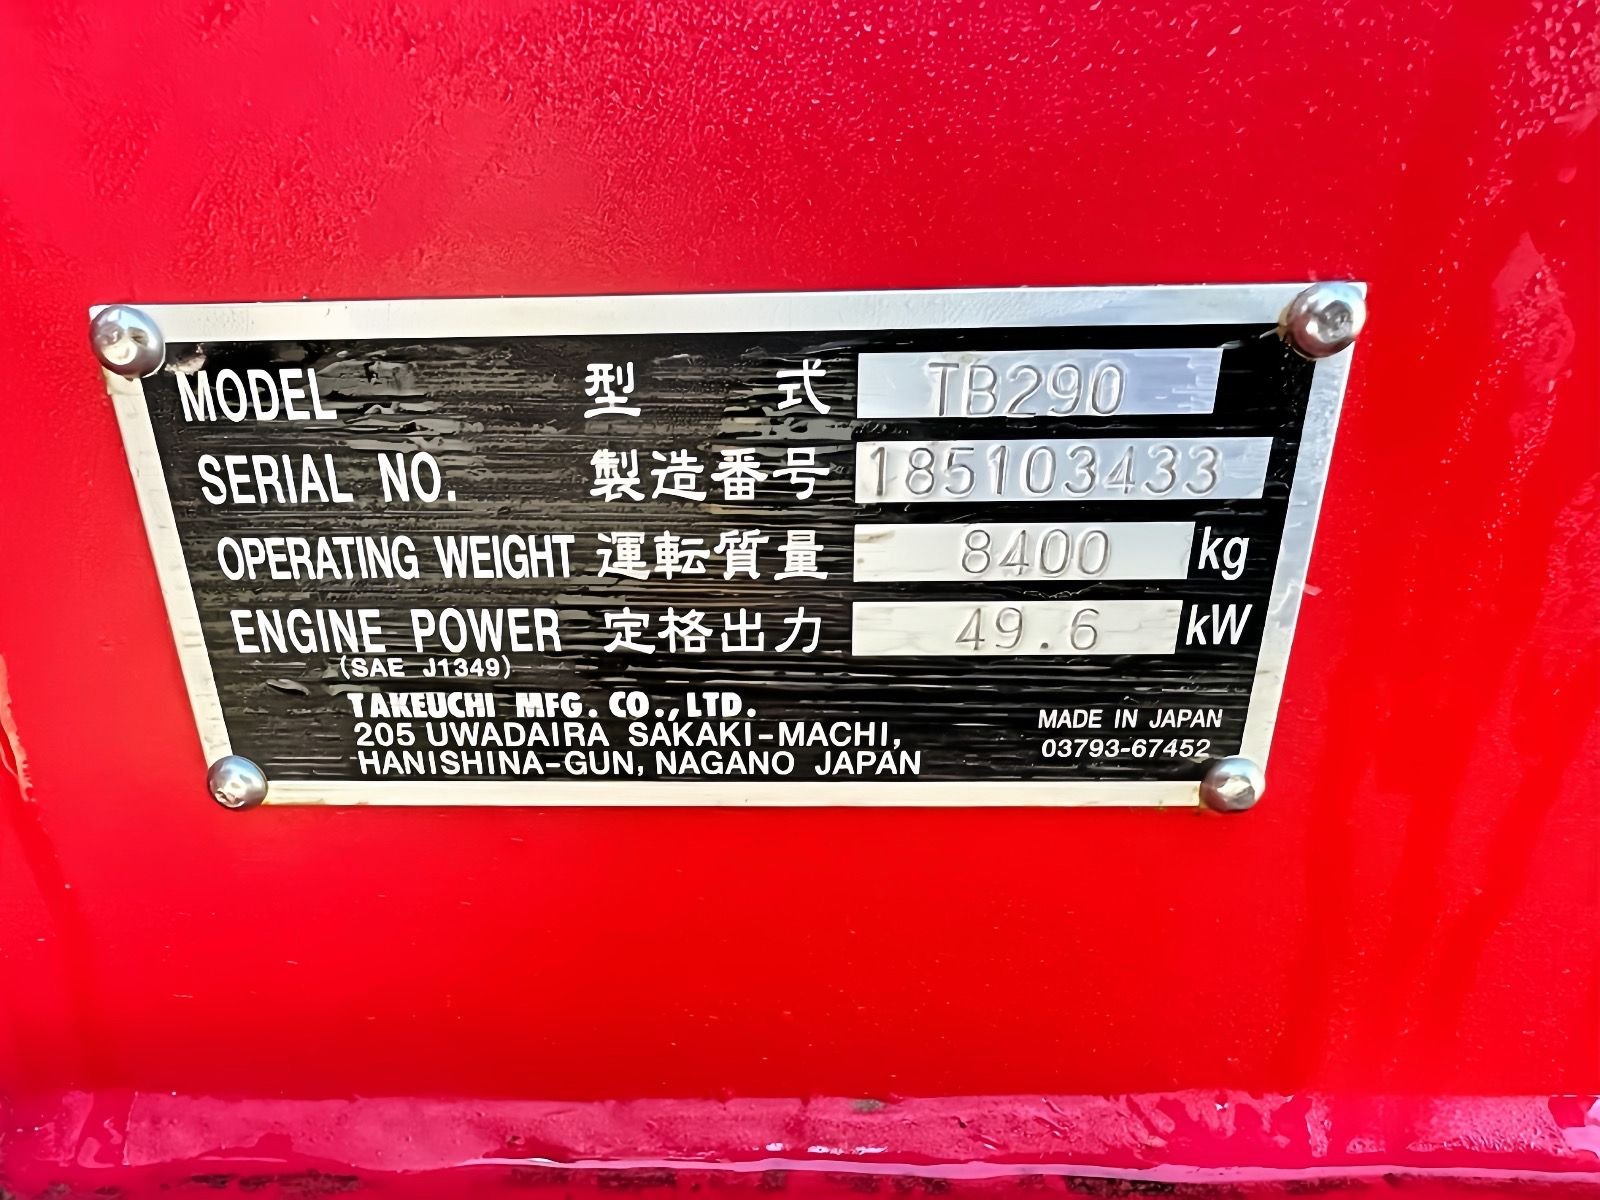 MODEL 型 式 TB290
SERIAL NO. 製造番号 185103433
OPERATING WEIGHT 運転質量 8400 kg
ENGINE POWER 定格出力 49.6 kW
(SAE J1349)
TAKEUCHI MFG. CO.,LTD.
205 UWADAIRA SAKAKI-MACHI,
HANISHINA-GUN, NAGANO JAPAN
MADE IN JAPAN
03793-67452